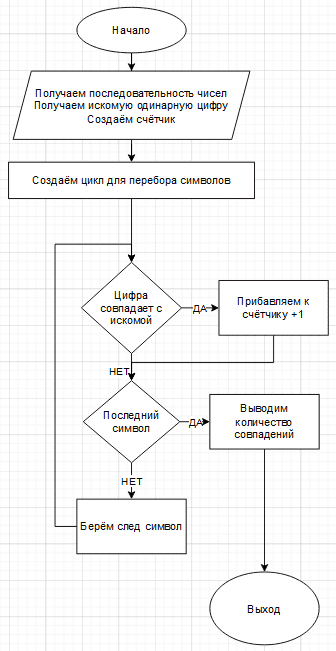 Начало
Получаем последовательность чисел
Получаем искомую одинарную цифру
Создаём счётчик
Создаём цикл для перебора символов
Цифра
совпадает с
искомой
ДА
Прибавляем к
счётчику +1
НЕТ
Последний
символ
ДА
Выводим
количество
совпадений
НЕТ
Берём след символ
Выход